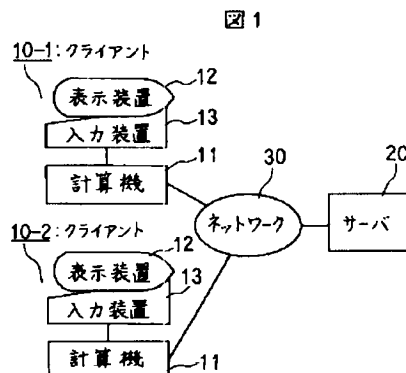 図1
10-1:クライアント
12
表示装置
13
入力装置
11
計算機
30
20
ネットワーク
サーバ
10-2:クライアント
12
表示装置
13
入力装置
計算機
11